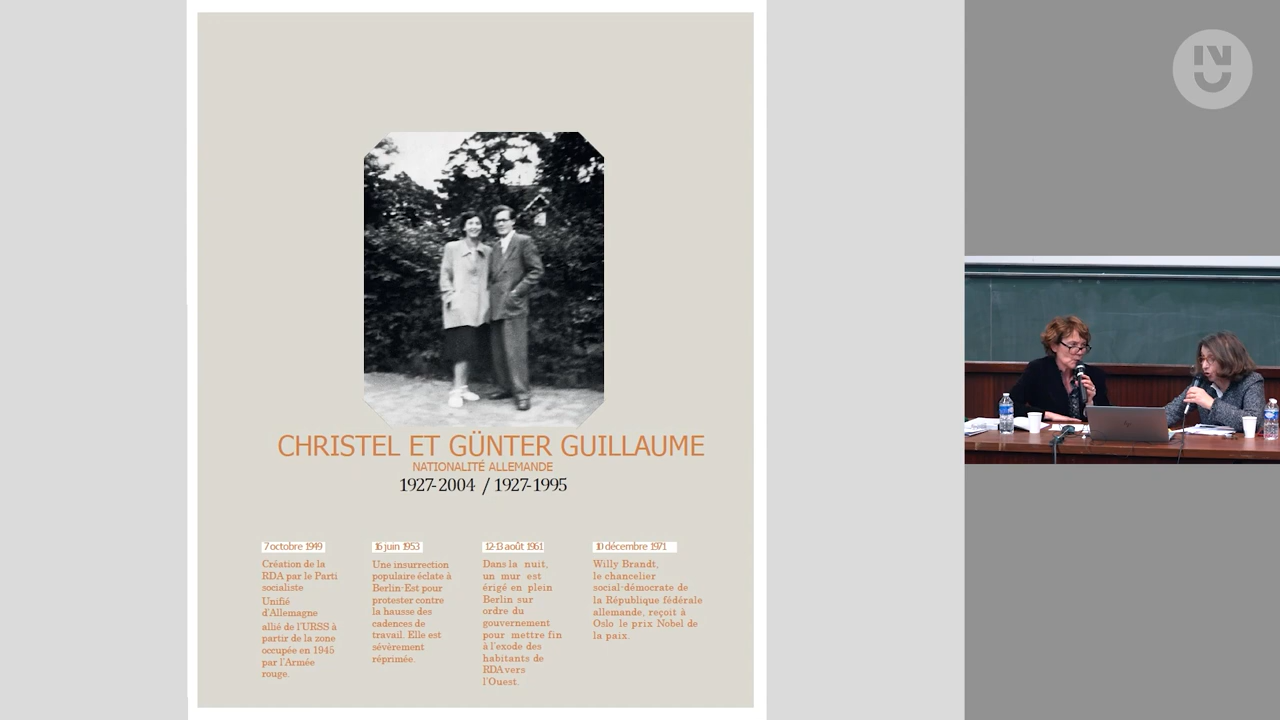 CHRISTEL ET GÜNTER GUILLAUME
NATIONALITÉ ALLEMANDE
1927-2004 / 1927-1995
7 octobre 1949
Création de la
RDA par le Parti
socialiste
Unifié
d'Allemagne
allié de l'URSS à
partir de la zone
occupée en 1945
par l'Armée
rouge.
16 juin 1953
Une insurrection
populaire éclate à
Berlin-Est pour
protester contre
la hausse des
cadences de
travail. Elle est
sévèrement
réprimée.
12-13 août 1961
Dans la nuit,
un mur est
érigé en plein
Berlin sur
ordre du
gouvernement
pour mettre fin
à l'exode des
habitants de
RDA vers
l'Ouest.
10 décembre 1971
Willy Brandt,
le chancelier
social-démocrate de
la République fédérale
allemande, reçoit à
Oslo le prix Nobel de
la paix.